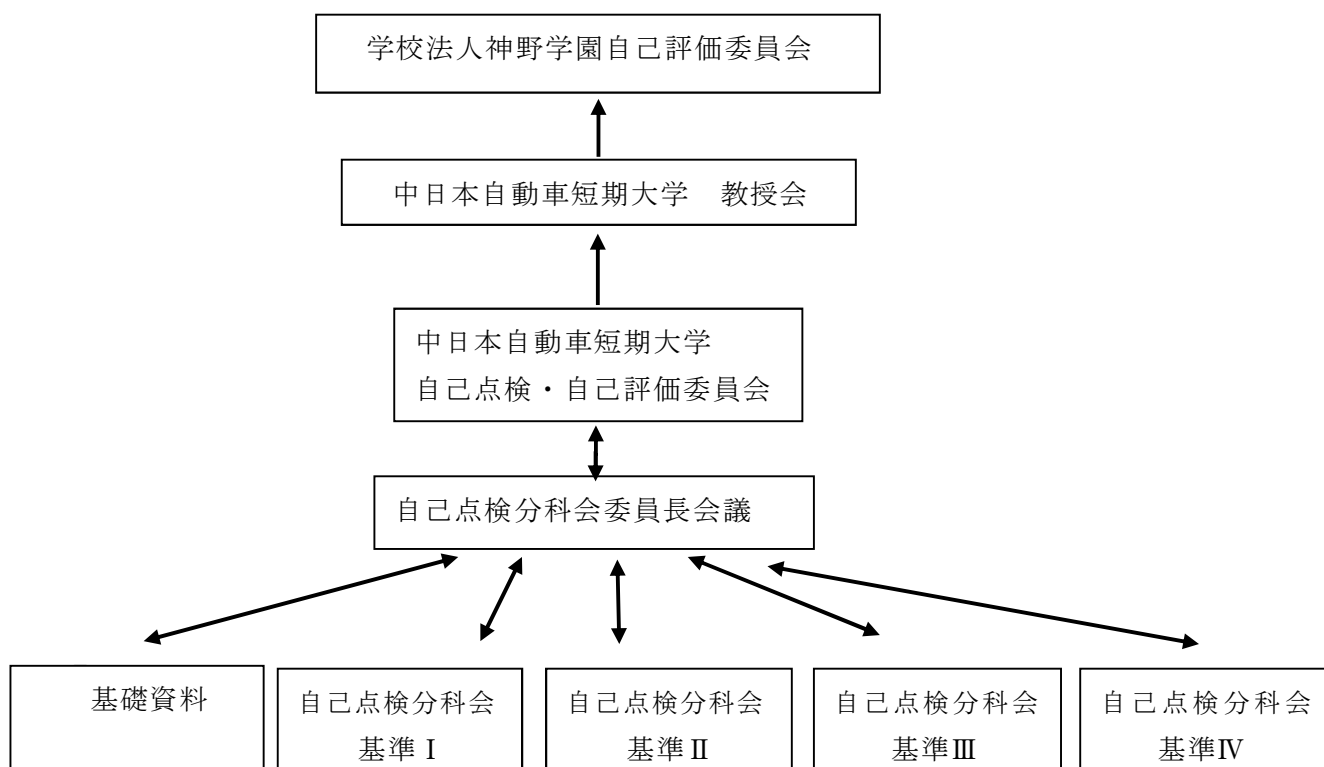 学校法人神野学園自己評価委員会
中日本自動車短期大学　教授会
中日本自動車短期大学
自己点検・自己評価委員会
自己点検分科会委員長会議
基礎資料
自己点検分科会
基準Ⅰ
自己点検分科会
基準Ⅱ
自己点検分科会
基準Ⅲ
自己点検分科会
基準Ⅳ